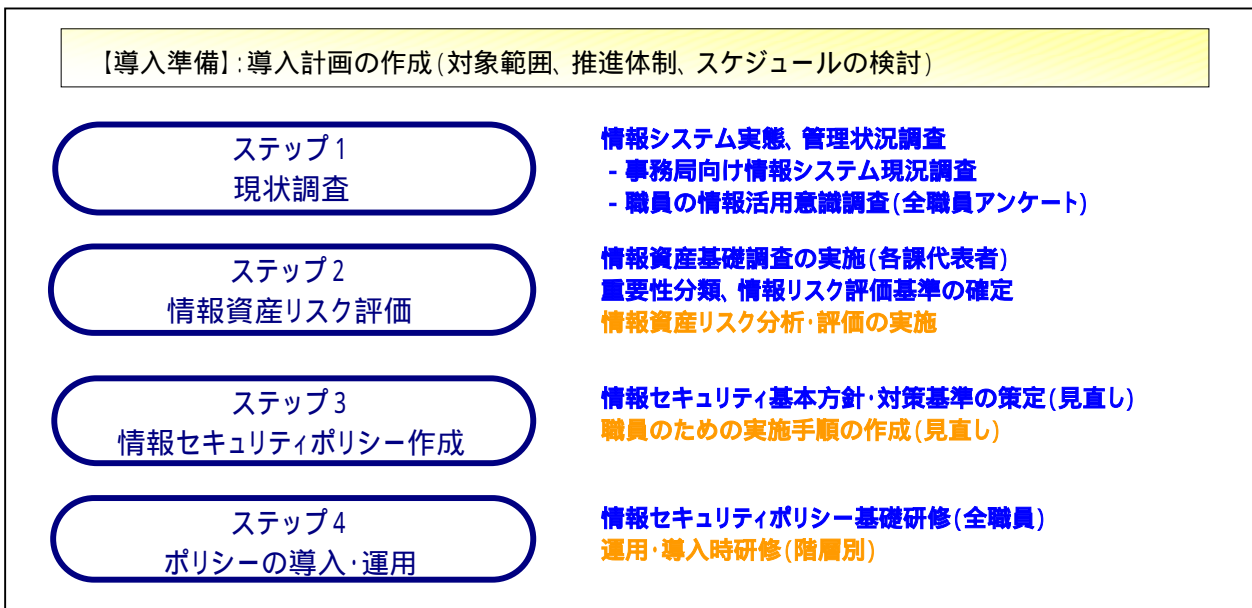 【導入準備】:導入計画の作成(対象範囲、推進体制、スケジュールの検討)
ステップ1
現状調査
情報システム実態、管理状況調査
- 事務局向け情報システム現況調査
- 職員の情報活用意識調査(全職員アンケート)
ステップ2
情報資産リスク評価
情報資産基礎調査の実施(各課代表者)
重要性分類、情報リスク評価基準の確定
情報資産リスク分析・評価の実施
ステップ3
情報セキュリティポリシー作成
情報セキュリティ基本方針・対策基準の策定(見直し)
職員のための実施手順の作成(見直し)
ステップ4
ポリシーの導入・運用
情報セキュリティポリシー基礎研修(全職員)
運用・導入時研修(階層別)